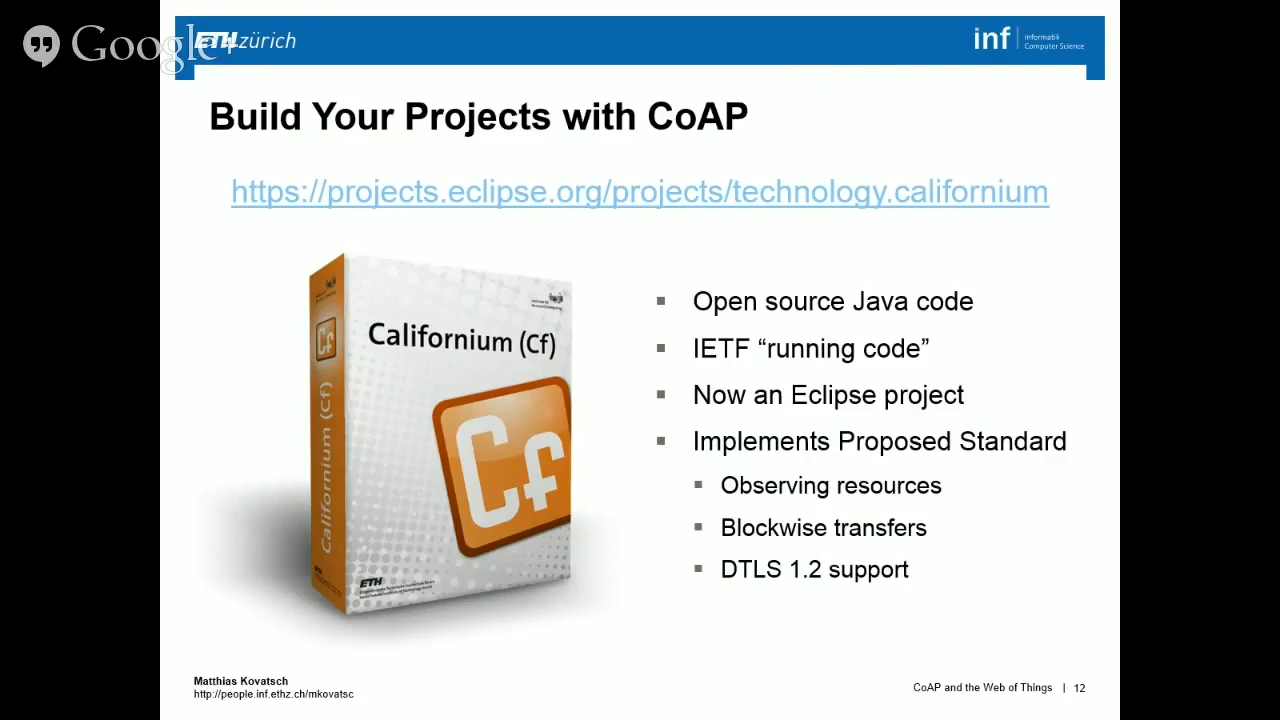 Google+
ETH zürich
inf
Informatik
Computer Science
Build Your Projects with CoAP
https://projects.eclipse.org/projects/technology.californium
Californium (Cf)
Cf
Cf
Californium (Cf)
ETH
Open source Java code
IETF “running code”
Now an Eclipse project
Implements Proposed Standard
Observing resources
Blockwise transfers
DTLS 1.2 support
Matthias Kovatsch
http://people.inf.ethz.ch/mkovatsc
CoAP and the Web of Things | 12